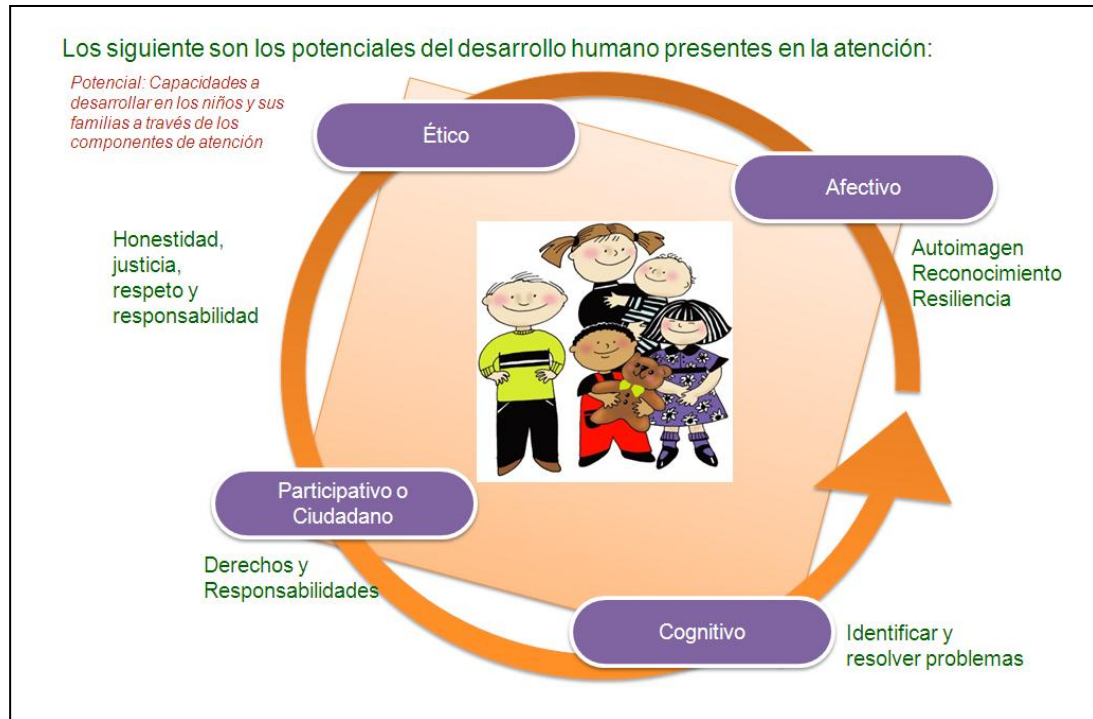 Los siguiente son los potenciales del desarrollo humano presentes en la atención:
Potencial: Capacidades a
desarrollar en los niños y sus
familias a través de los
componentes de atención
Ético
Afectivo
Honestidad,
justicia,
respeto y
responsabilidad
Autoimagen
Reconocimiento
Resiliencia
Participativo o
Ciudadano
Derechos y
Responsabilidades
Cognitivo
Identificar y
resolver problemas